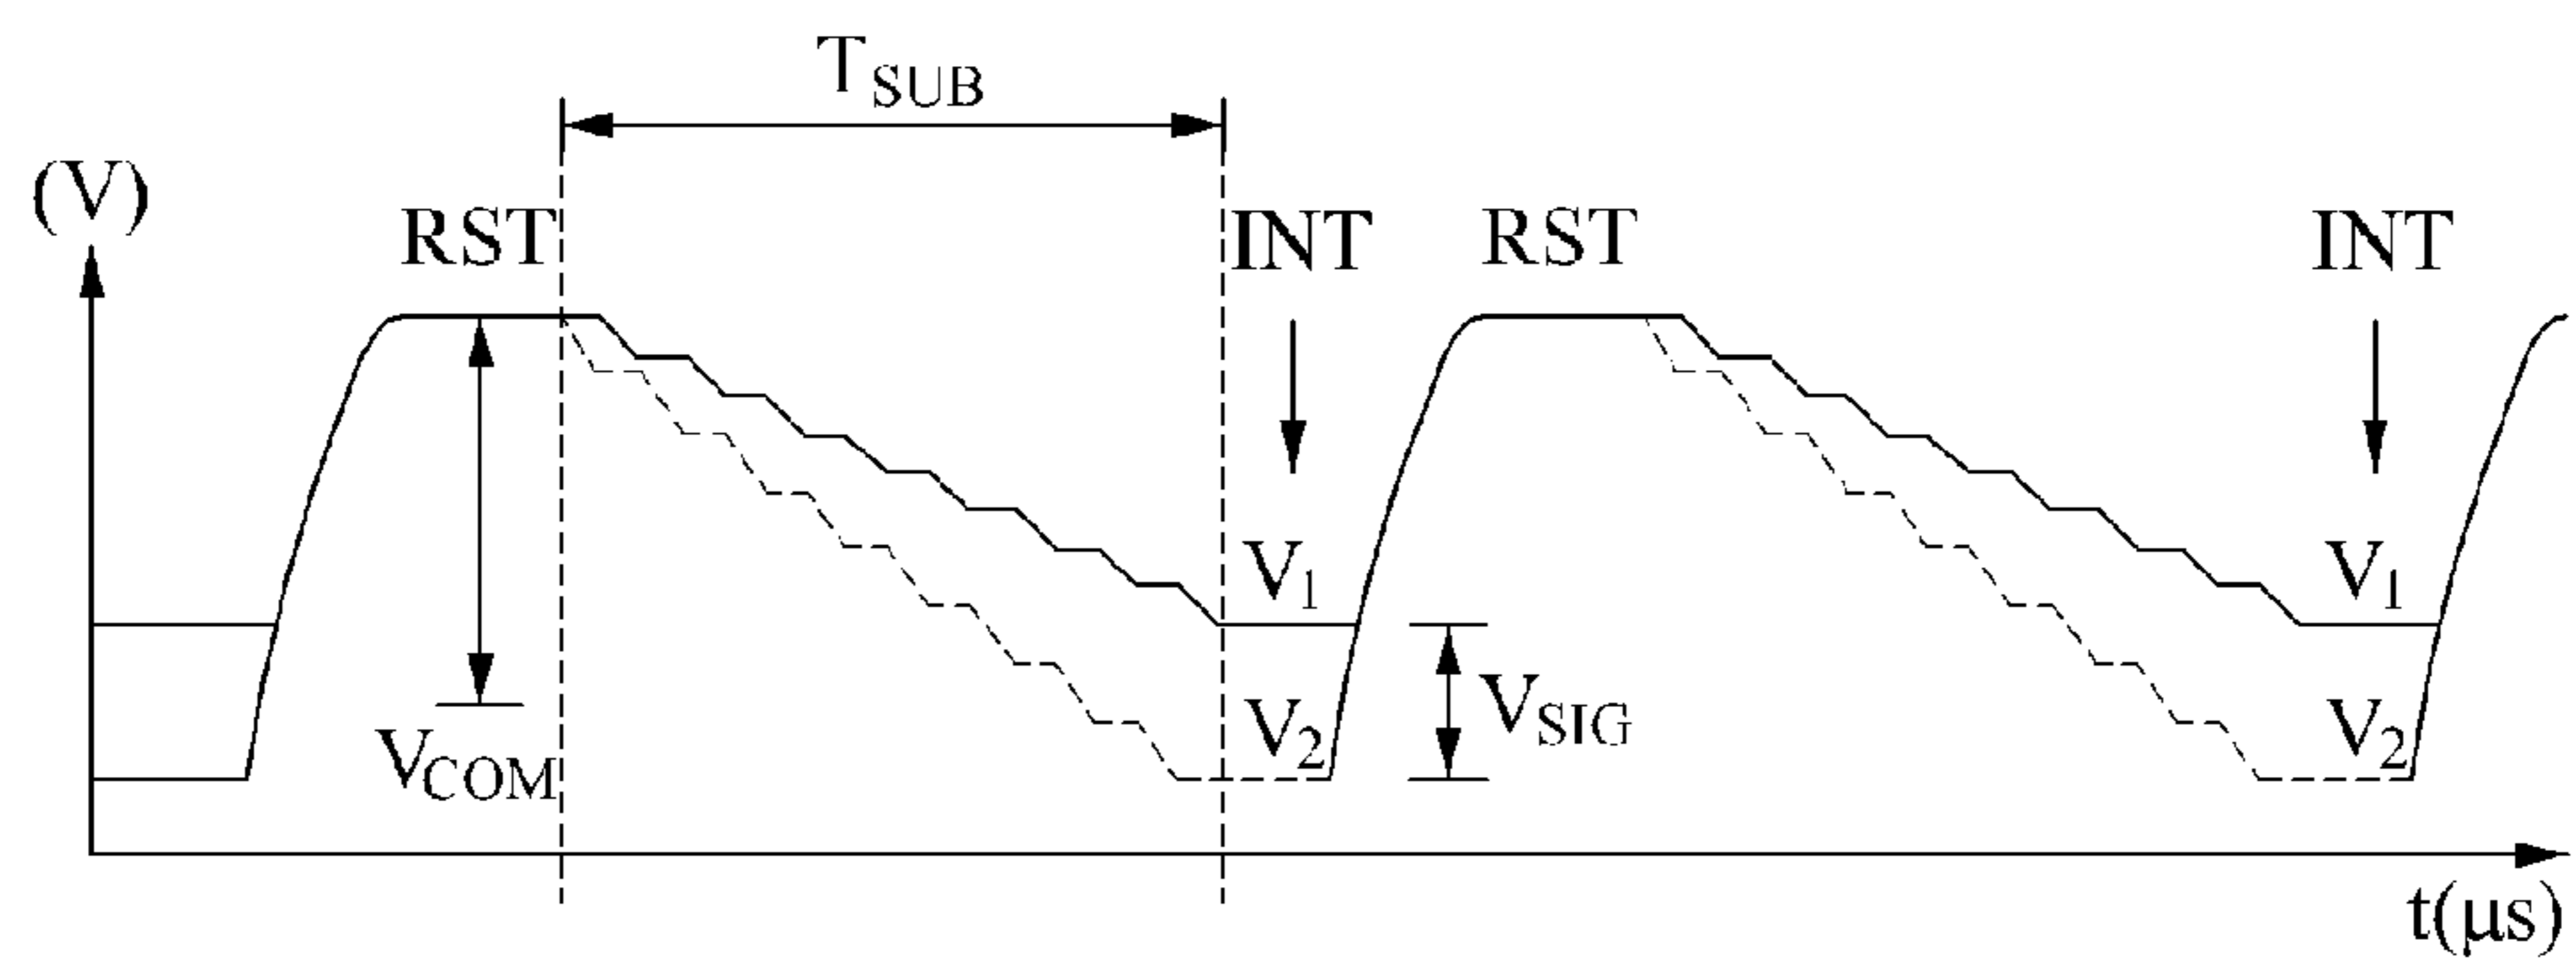 T_SUB
(V)
RST INT RST INT
V_1 V_1
V_SIG
V_2 V_2
V_COM
t(μs)